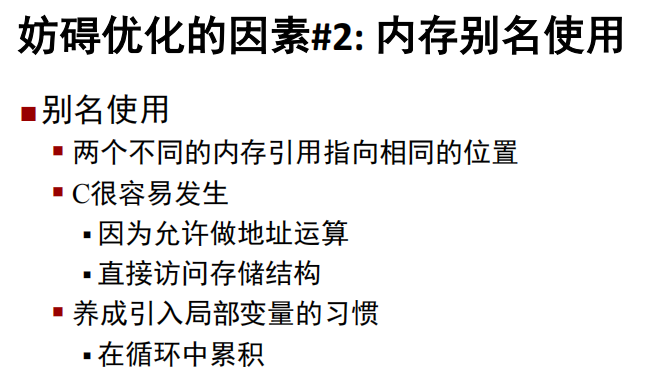 妨碍优化的因素#2: 内存别名使用
别名使用
两个不同的内存引用指向相同的位置
C很容易发生
因为允许做地址运算
直接访问存储结构
养成引入局部变量的习惯
在循环中累积